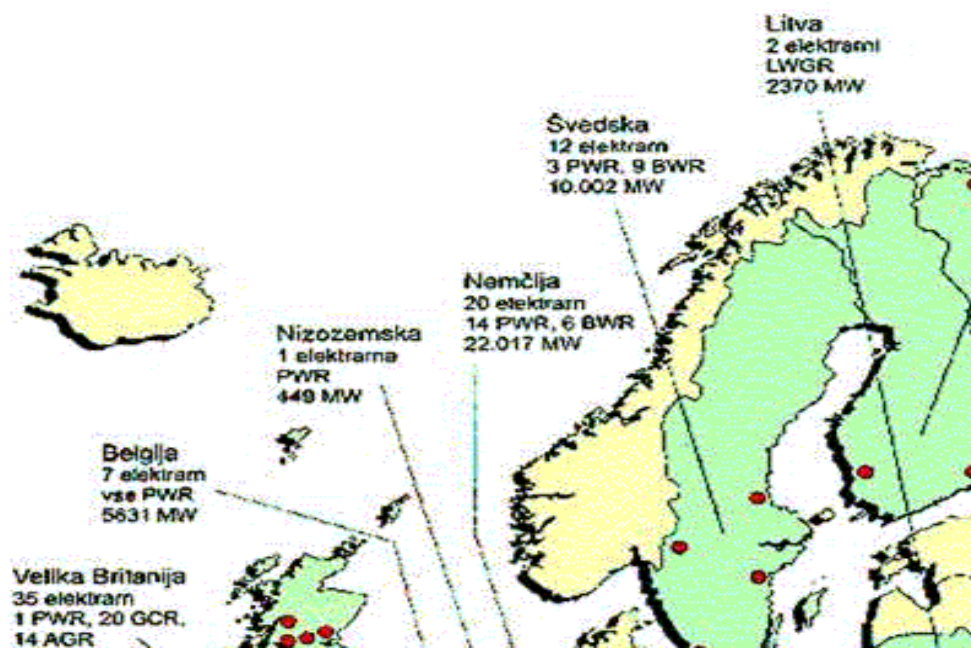 Litva
2 elektrarni
LWGR
2370 MW
Švedska
12 elektrarn
3 PWR, 9 BWR
10.002 MW
Nemčija
20 elektrarn
14 PWR, 6 BWR
22.017 MW
Nizozemska
1 elektrarna
PWR
449 MW
Belgija
7 elektrarn
vse PWR
5631 MW
Velika Britanija
35 elektrarn
1 PWR, 20 GCR,
14 AGR